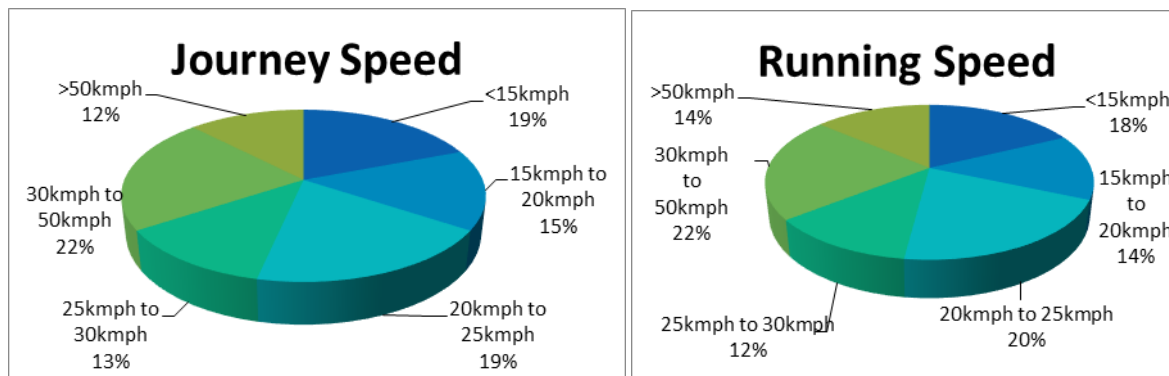 Journey Speed
>50kmph
12%
<15kmph
19%
15kmph to
20kmph
15%
30kmph to
50kmph
22%
25kmph to
30kmph
13%
20kmph to
25kmph
19%
Running Speed
>50kmph
14%
<15kmph
18%
30kmph
to
50kmph
22%
15kmph
to
20kmph
14%
25kmph to 30kmph
12%
20kmph to 25kmph
20%